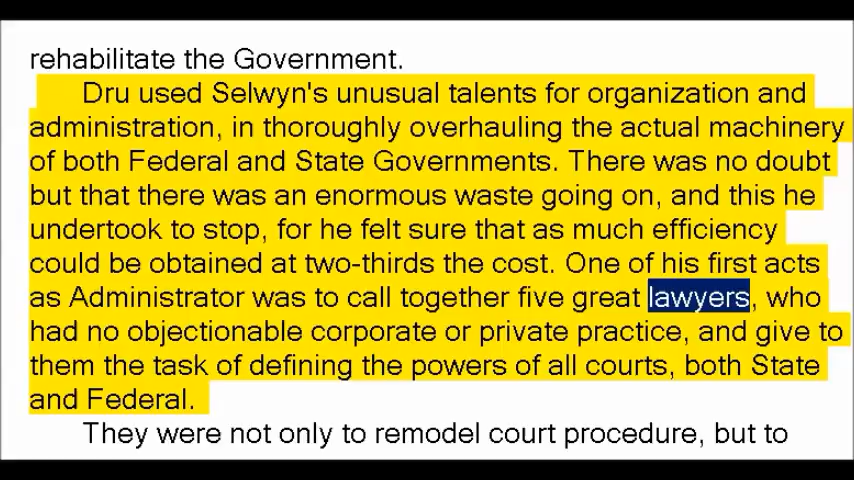 rehabilitate the Government.
Dru used Selwyn's unusual talents for organization and
administration, in thoroughly overhauling the actual machinery
of both Federal and State Governments. There was no doubt
but that there was an enormous waste going on, and this he
undertook to stop, for he felt sure that as much efficiency
could be obtained at two-thirds the cost. One of his first acts
as Administrator was to call together five great lawyers, who
had no objectionable corporate or private practice, and give to
them the task of defining the powers of all courts, both State
and Federal.
They were not only to remodel court procedure, but to